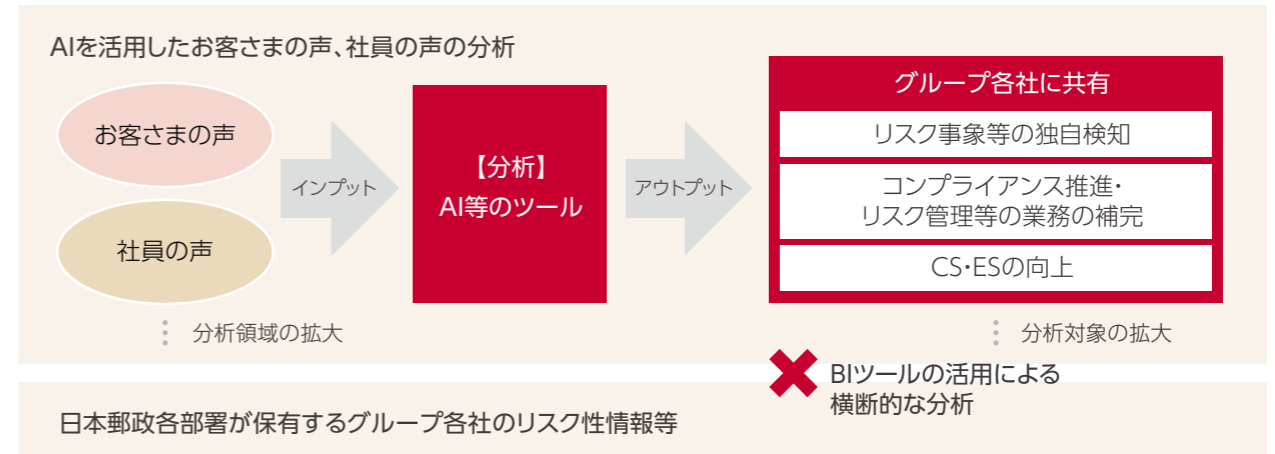 AIを活用したお客さまの声、社員の声の分析
お客さまの声
社員の声
インプット
【分析】
AI等のツール
アウトプット
グループ各社に共有
リスク事象等の独自検知
コンプライアンス推進・
リスク管理等の業務の補完
CS・ESの向上
分析領域の拡大
分析対象の拡大
BIツールの活用による
横断的な分析
日本郵政各部署が保有するグループ各社のリスク性情報等